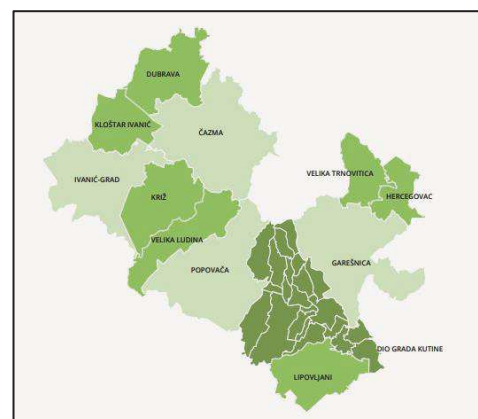 DUBRAVA
KLOŠTAR IVANIĆ
ČAZMA
VELIKA TRNOVITICA
IVANIĆ-GRAD
HERCEGOVAC
KRIŽ
VELIKA LUDINA
GAREŠNICA
POPOVAČA
DIO GRADA KUTINE
LIPOVLJANI